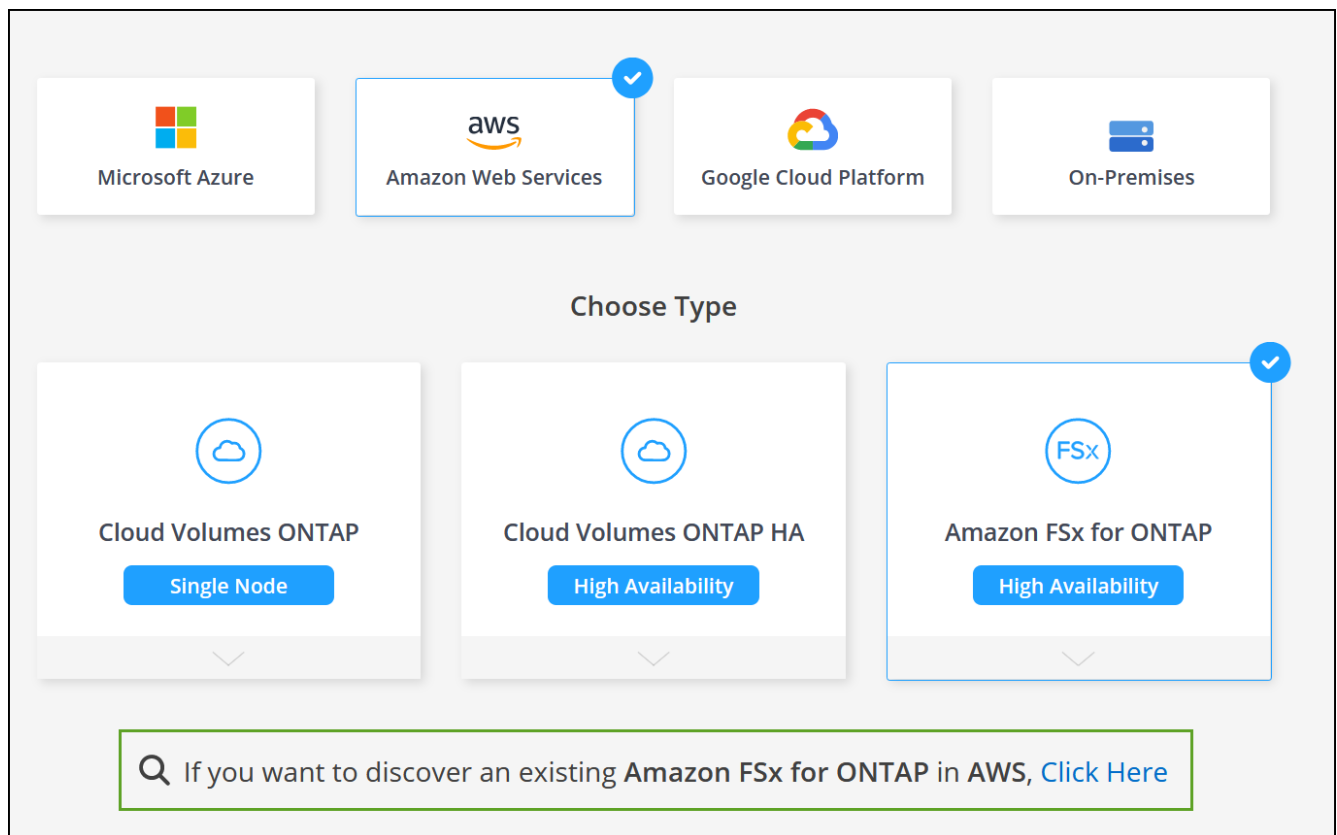 aws
Microsoft Azure
Amazon Web Services
Google Cloud Platform
On-Premises
Choose Type
FSx
Cloud Volumes ONTAP
Cloud Volumes ONTAP HA
Amazon FSx for ONTAP
Single Node
High Availability
High Availability
If you want to discover an existing Amazon FSx for ONTAP in AWS, Click Here